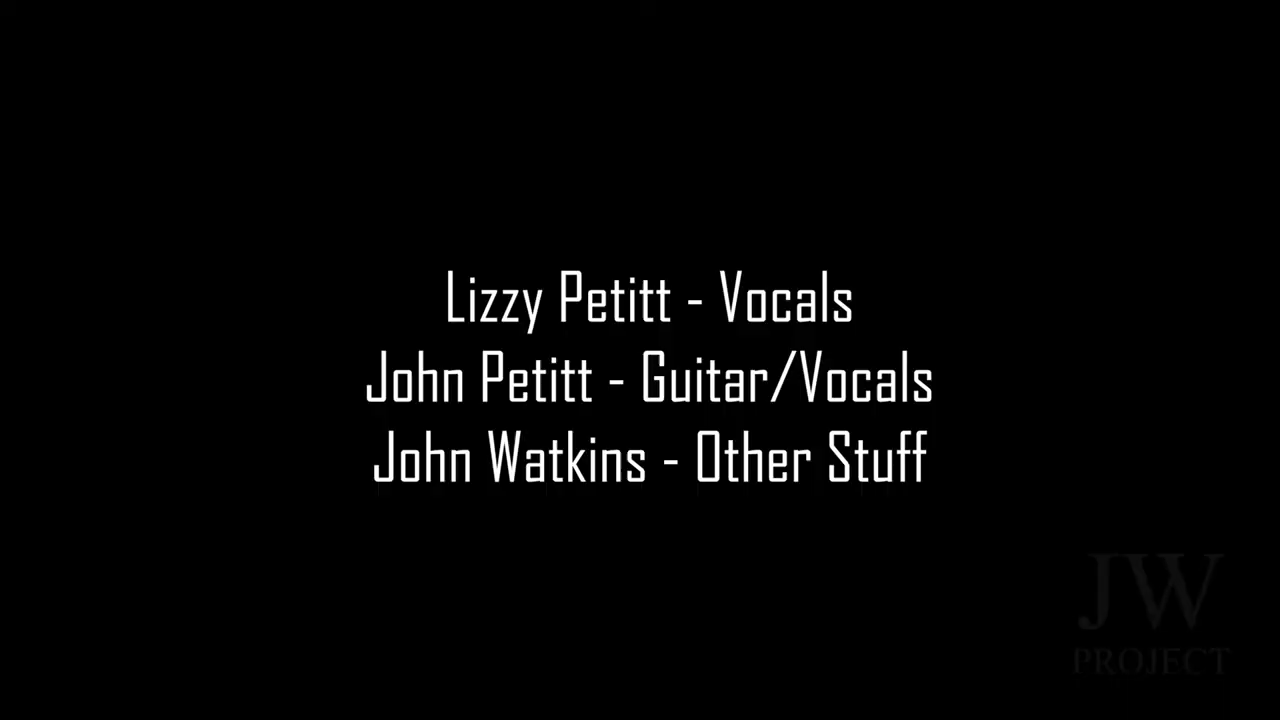 Lizzy Petitt - Vocals
John Petitt - Guitar/Vocals
John Watkins - Other Stuff
JW
PROJECT